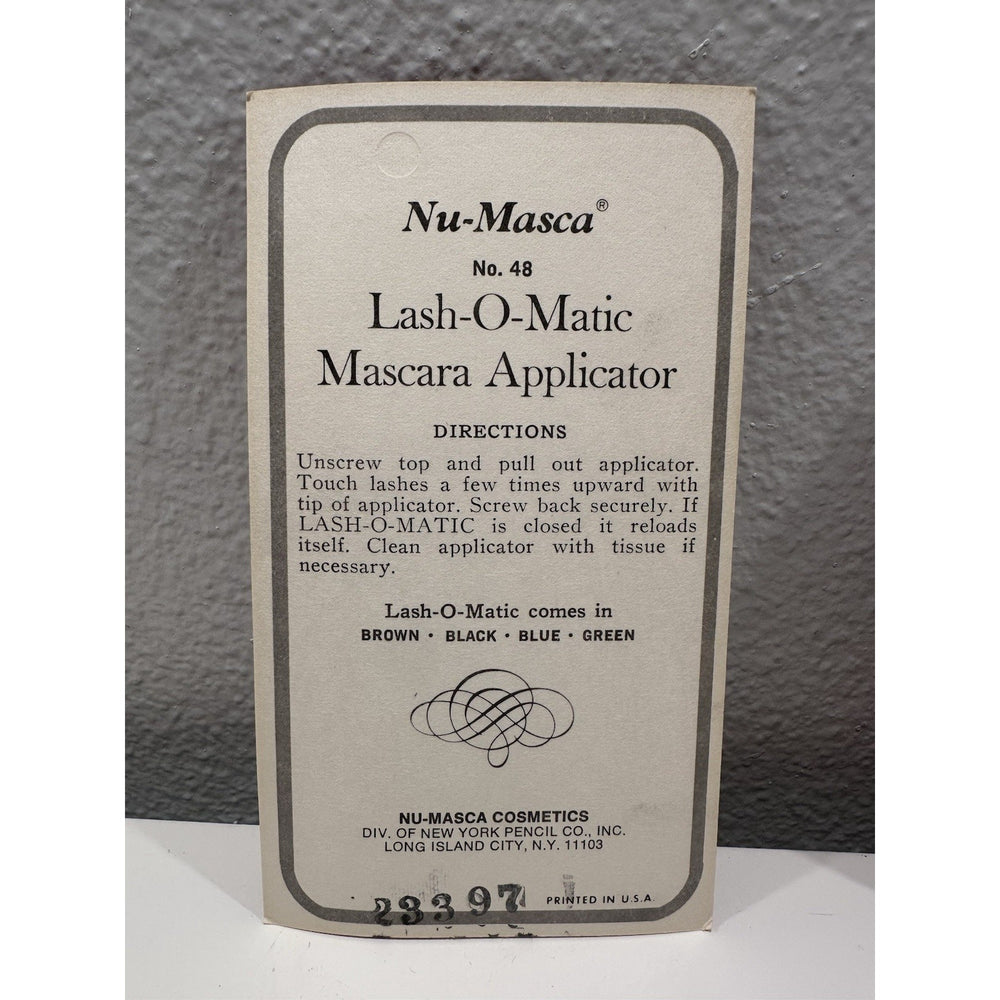 Nu-Masca®
No. 48
Lash-O-Matic
Mascara Applicator
DIRECTIONS
Unscrew top and pull out applicator.
Touch lashes a few times upward with
tip of applicator. Screw back securely. If
LASH-O-MATIC is closed it reloads
itself. Clean applicator with tissue if
necessary.
Lash-O-Matic comes in
BROWN · BLACK · BLUE · GREEN
NU-MASCA COSMETICS
DIV. OF NEW YORK PENCIL CO., INC.
LONG ISLAND CITY, N.Y. 11103
23397
PRINTED IN U.S.A.